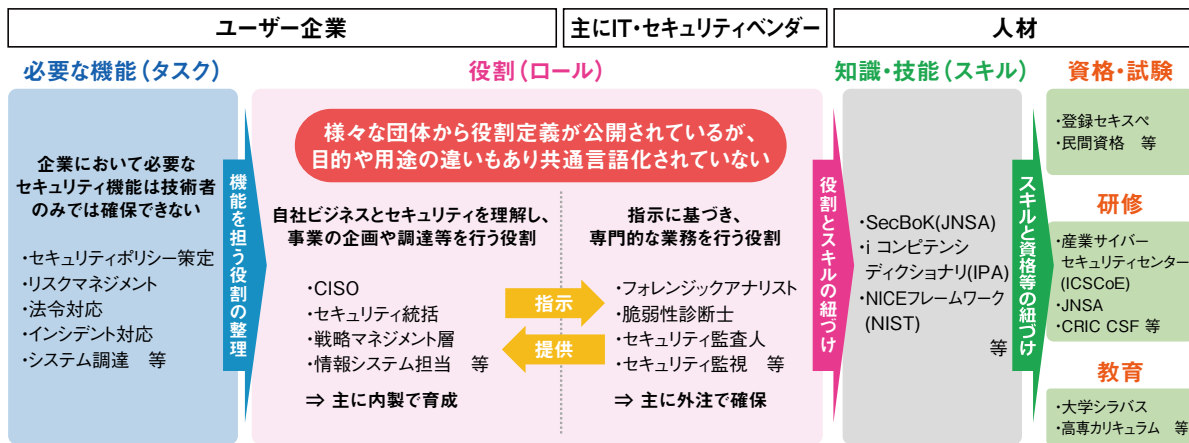 ユーザー企業
主にIT・セキュリティベンダー
人材
必要な機能（タスク）
役割（ロール）
知識・技能（スキル）
資格・試験
企業において必要な
セキュリティ機能は技術者
のみでは確保できない
・セキュリティポリシー策定
・リスクマネジメント
・法令対応
・インシデント対応
・システム調達　等
機能を担う役割の整理
様々な団体から役割定義が公開されているが、
目的や用途の違いもあり共通言語化されていない
自社ビジネスとセキュリティを理解し、
事業の企画や調達等を行う役割
・CISO
・セキュリティ統括
・戦略マネジメント層
・情報システム担当　等
⇒ 主に内製で育成
指示
提供
指示に基づき、
専門的な業務を行う役割
・フォレンジックアナリスト
・脆弱性診断士
・セキュリティ監査人
・セキュリティ監視　等
⇒ 主に外注で確保
役割とスキルの紐づけ
・SecBoK(JNSA)
・i コンピテンシ
ディクショナリ(IPA)
・NICEフレームワーク
(NIST)
等
スキルと資格等の紐づけ
・登録セキスペ
・民間資格　等
研修
・産業サイバー
セキュリティセンター
(ICSCoE)
・JNSA
・CRIC CSF 等
教育
・大学シラバス
・高専カリキュラム　等